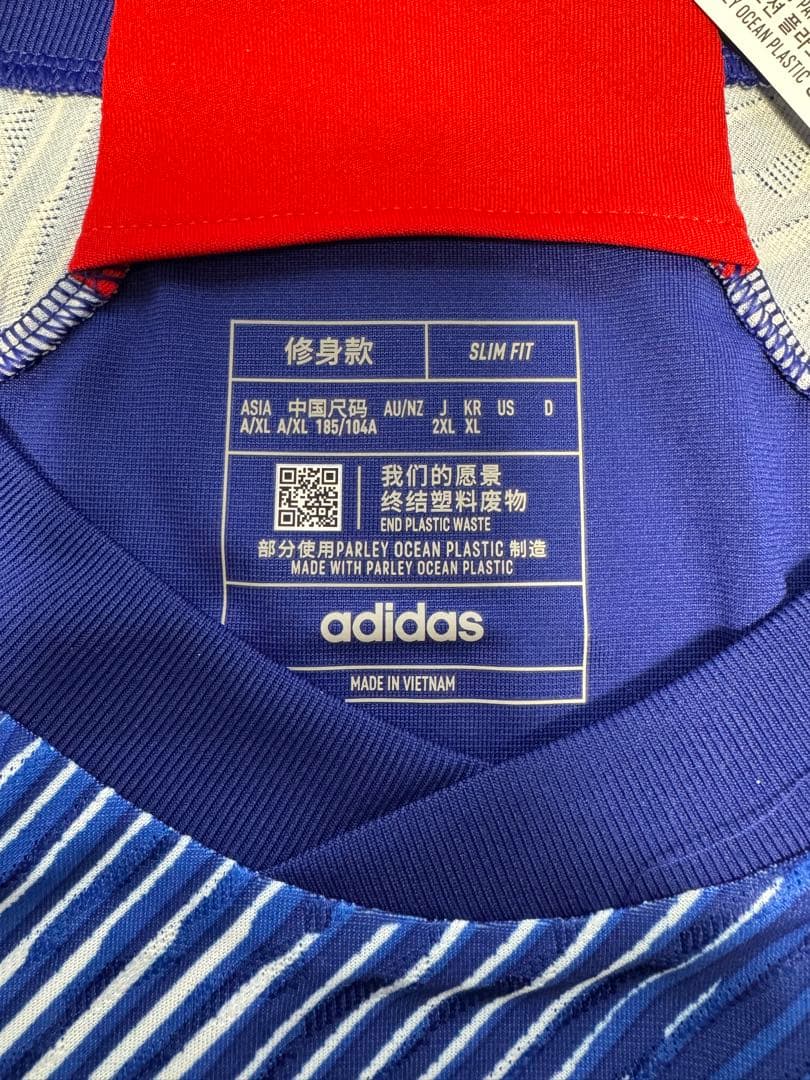 OCEAN PLASTIC
修身款
SLIM FIT
ASIA 中国尺码 AU/NZ J KR US D
A/XL A/XL 185/104A 2XL XL
我们的愿景
终结塑料废物
END PLASTIC WASTE
部分使用PARLEY OCEAN PLASTIC 制造
MADE WITH PARLEY OCEAN PLASTIC
adidas
MADE IN VIETNAM